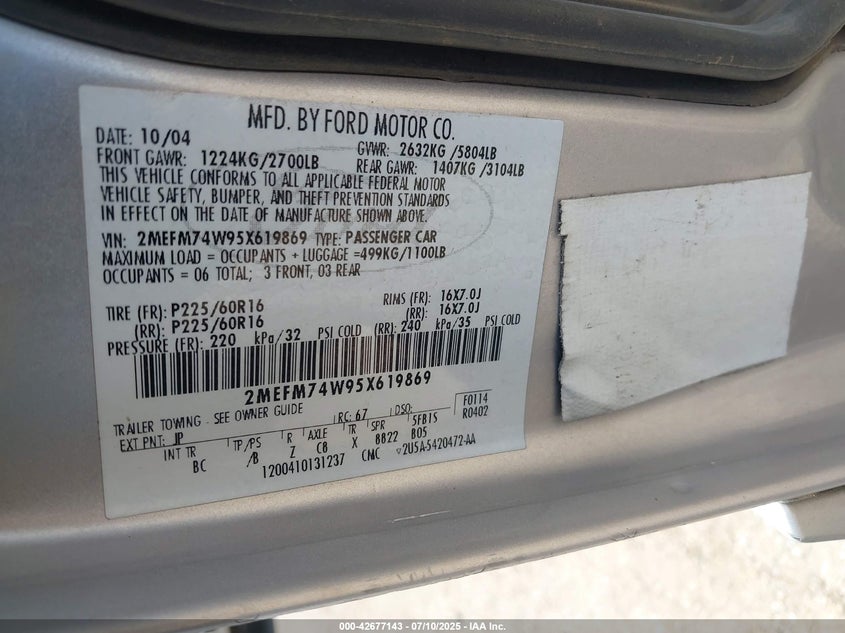 MFD. BY FORD MOTOR CO.
DATE: 10/04
GVWR: 2632KG /5804LB
FRONT GAWR: 1224KG/2700LB
REAR GAWR: 1407KG /3104LB
THIS VEHICLE CONFORMS TO ALL APPLICABLE FEDERAL MOTOR
VEHICLE SAFETY, BUMPER, AND THEFT PREVENTION STANDARDS
IN EFFECT ON THE DATE OF MANUFACTURE SHOWN ABOVE.
VIN: 2MEFM74W95X619869 TYPE: PASSENGER CAR
MAXIMUM LOAD = OCCUPANTS + LUGGAGE =499KG/1100LB
OCCUPANTS = 06 TOTAL; 3 FRONT, 03 REAR
TIRE (FR): P225/60R16 RIMS (FR): 16X7.0J
(RR): P225/60R16 (RR): 16X7.0J
PRESSURE (FR): 220 kPa/32 PSI COLD (RR): 240 kPa/35 PSI COLD
2MEFM74W95X619869
TRAILER TOWING - SEE OWNER GUIDE
F0114
R0402
EXT PNT: JP RC: 67 DSO:
INT TR TP/PS R AXLE TR SPR 5FB15
BC /B Z C8 X 8822 B05
1200410131237 CMC ▽2U5A-5420472-AA
000-42677143 / 07/10/2025 - IAA Inc.